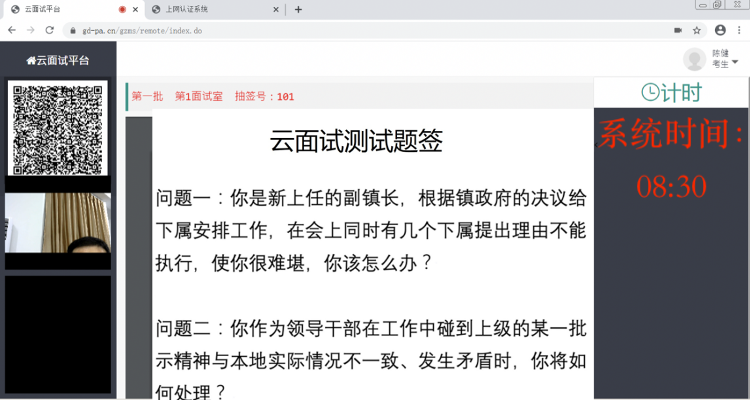 云面试平台
上网认证系统
gd-pa.cn/gzms/remote/index.do
云面试平台
陈健
考生
第一批 第1面试室 抽签号:101
计时
云面试测试题签
系统时间:
08:30
问题一:你是新上任的副镇长,根据镇政府的决议给
下属安排工作,在会上同时有几个下属提出理由不能
执行,使你很难堪,你该怎么办?
问题二:你作为领导干部在工作中碰到上级的某一批
示精神与本地实际情况不一致、发生矛盾时,你将如
何处理?